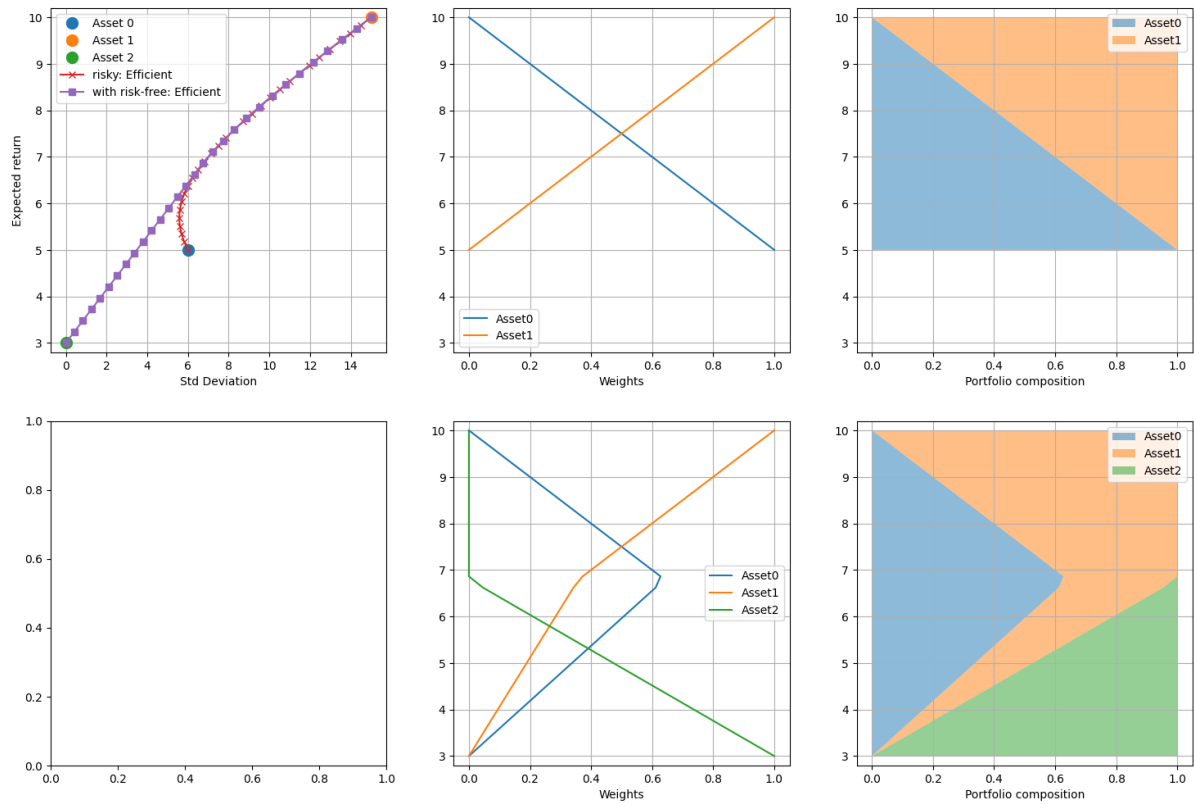 Asset 0
Asset 1
Asset 2
risky: Efficient
with risk-free: Efficient
10
9
8
7
6
5
4
3
Expected return
0 2 4 6 8 10 12 14
Std Deviation
10
9
8
7
6
5
4
3
Asset0
Asset1
0.0 0.2 0.4 0.6 0.8 1.0
Weights
10
9
8
7
6
5
4
3
Asset0
Asset1
0.0 0.2 0.4 0.6 0.8 1.0
Portfolio composition
1.0
0.8
0.6
0.4
0.2
0.0
0.0 0.2 0.4 0.6 0.8 1.0
10
9
8
7
6
5
4
3
Asset0
Asset1
Asset2
0.0 0.2 0.4 0.6 0.8 1.0
Weights
10
9
8
7
6
5
4
3
Asset0
Asset1
Asset2
0.0 0.2 0.4 0.6 0.8 1.0
Portfolio composition